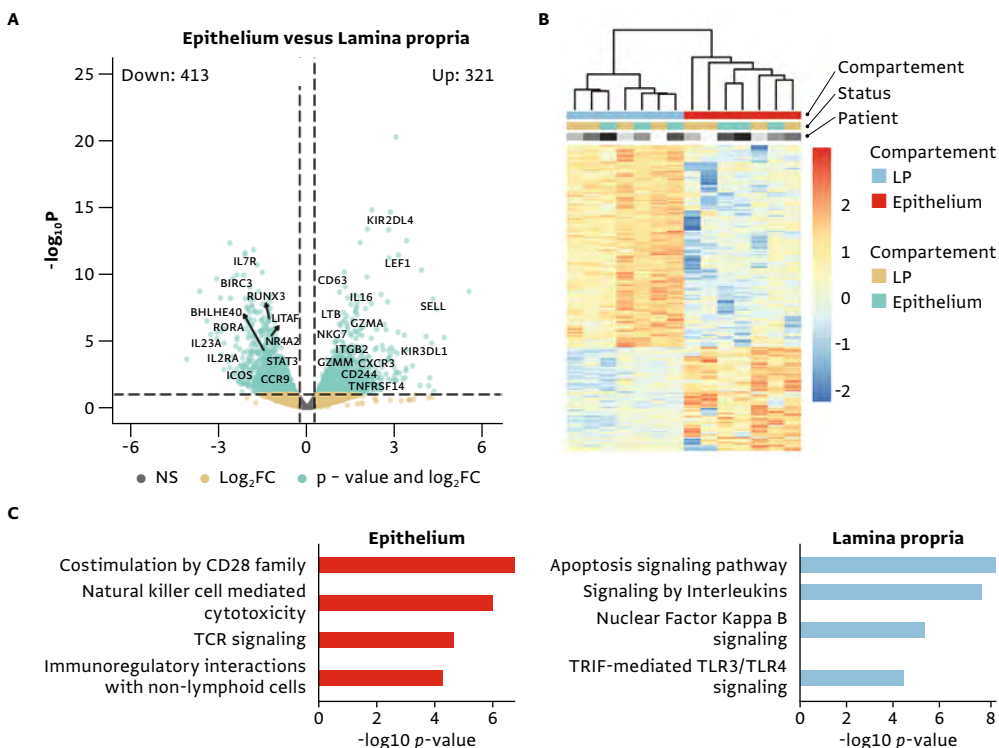 A
Epithelium versus Lamina propria
Down: 413
Up: 321
-log₁₀P
25
20
15
10
5
0
-6
-3
0
3
6
KIR2DL4
IL7R
LEF1
BIRC3
CD63
RUNX3
IL16
SELL
BHLHE40
LITAF
LTB
GZMA
RORA
NKG7
IL23A
NR4A2
ITGB2
KIR3DL1
IL2RA
STAT3
GZMM
CXCR3
ICOS
CCR9
CD244
TNFRSF14
NS
Log₂FC
p – value and log₂FC
B
Compartement
Status
Patient
2
1
0
-1
-2
Compartement
LP
Epithelium
Compartement
LP
Epithelium
C
Epithelium
Costimulation by CD28 family
Natural killer cell mediated
cytotoxicity
TCR signaling
Immunoregulatory interactions
with non-lymphoid cells
0
2
4
6
-log10 p-value
Lamina propria
Apoptosis signaling pathway
Signaling by Interleukins
Nuclear Factor Kappa B
signaling
TRIF-mediated TLR3/TLR4
signaling
0
2
4
6
8
-log10 p-value